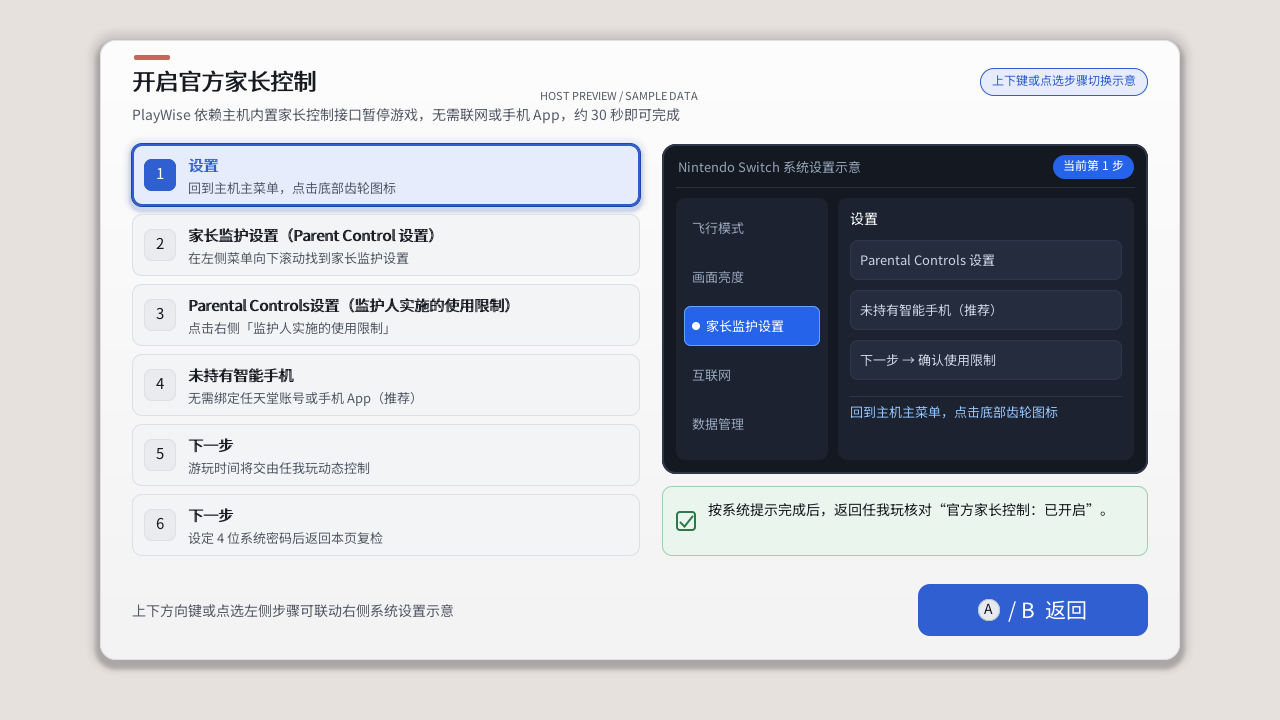 开启官方家长控制
HOST PREVIEW / SAMPLE DATA
PlayWise 依赖主机内置家长控制接口暂停游戏，无需联网或手机 App，约 30 秒即可完成
上下键或点选步骤切换示意
1
设置
回到主机主菜单，点击底部齿轮图标
2
家长监护设置（Parent Control 设置）
在左侧菜单向下滚动找到家长监护设置
3
Parental Controls设置（监护人实施的使用限制）
点击右侧「监护人实施的使用限制」
4
未持有智能手机
无需绑定任天堂账号或手机 App（推荐）
5
下一步
游玩时间将交由任我玩动态控制
6
下一步
设定 4 位系统密码后返回本页复检
Nintendo Switch 系统设置示意
当前第 1 步
飞行模式
画面亮度
家长监护设置
互联网
数据管理
设置
Parental Controls 设置
未持有智能手机（推荐）
下一步 → 确认使用限制
回到主机主菜单，点击底部齿轮图标
按系统提示完成后，返回任我玩核对“官方家长控制：已开启”。
上下方向键或点选左侧步骤可联动右侧系统设置示意
A / B 返回